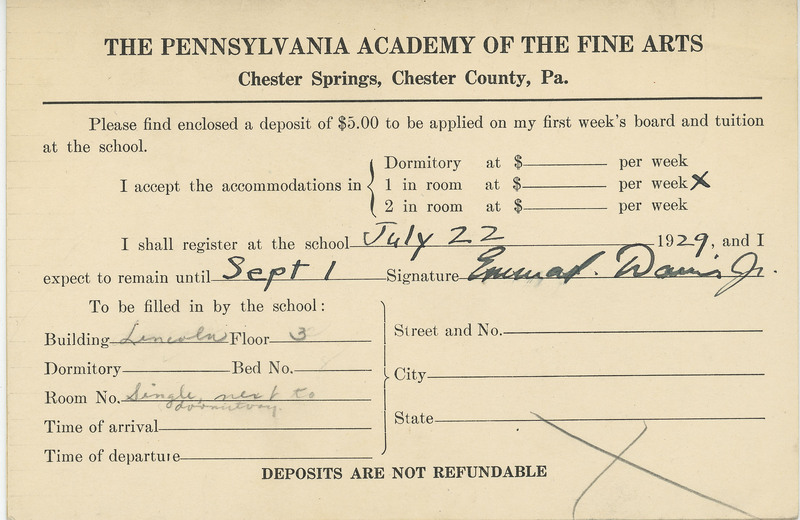 THE PENNSYLVANIA ACADEMY OF THE FINE ARTS
Chester Springs, Chester County, Pa.
Please find enclosed a deposit of $5.00 to be applied on my first week's board and tuition
at the school.
I accept the accommodations in
Dormitory at $ per week
1 in room at $ per week X
2 in room at $ per week
I shall register at the school July 22 1929, and I
expect to remain until Sept 1 Signature Davis Jr.
To be filled in by the school:
Building Lincoln Floor 3
Dormitory Bed No.
Room No. Single, next to
dormitory.
Time of arrival
Time of departure
Street and No.
City
State
DEPOSITS ARE NOT REFUNDABLE